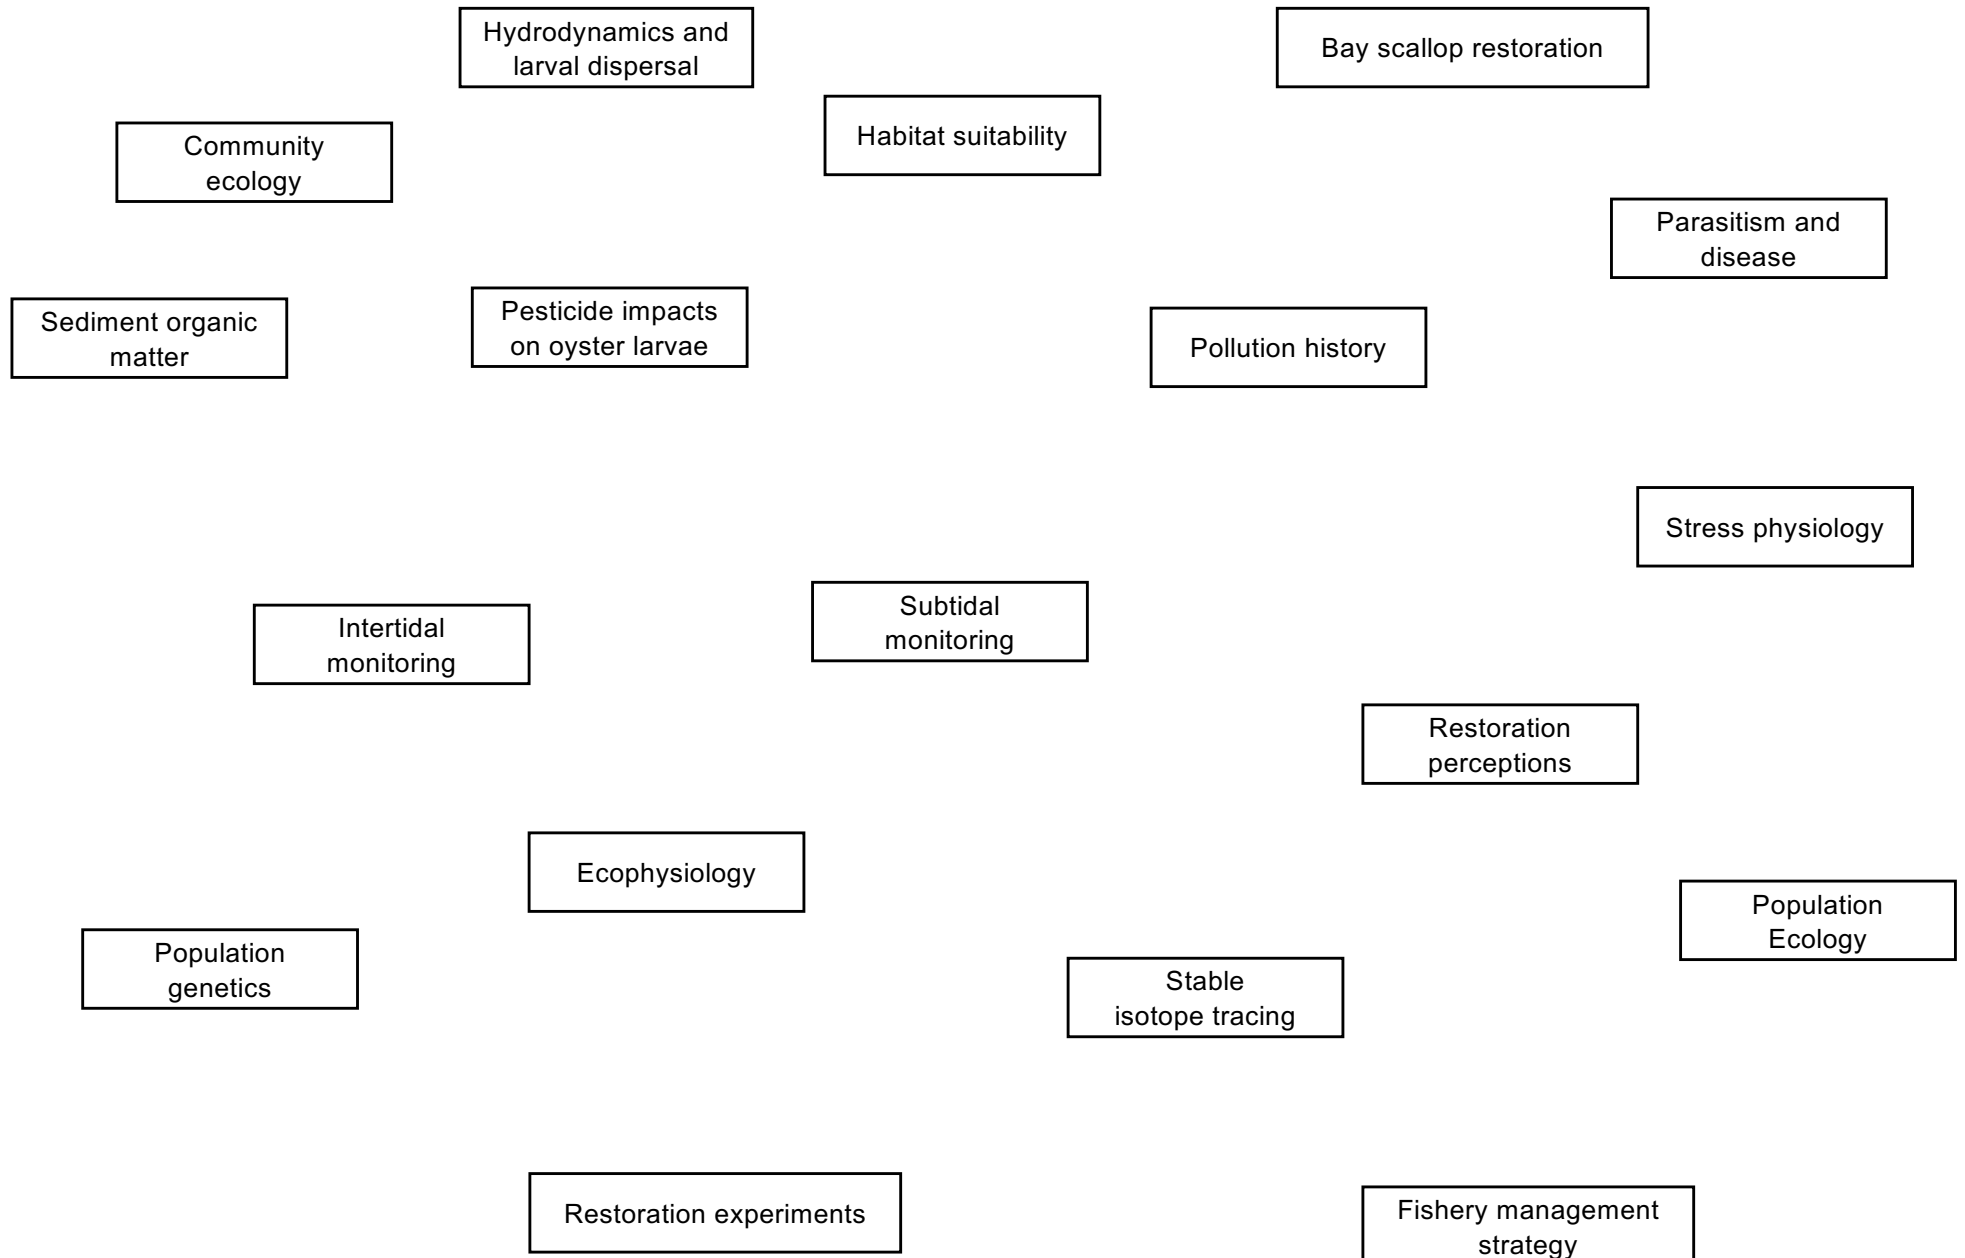 Hydrodynamics and
larval dispersal
Bay scallop restoration
Habitat suitability
Community
ecology
Parasitism and
disease
Sediment organic
matter
Pesticide impacts
on oyster larvae
Pollution history
Stress physiology
Intertidal
monitoring
Subtidal
monitoring
Restoration
perceptions
Ecophysiology
Population
Ecology
Population
genetics
Stable
isotope tracing
Restoration experiments
Fishery management
strategy